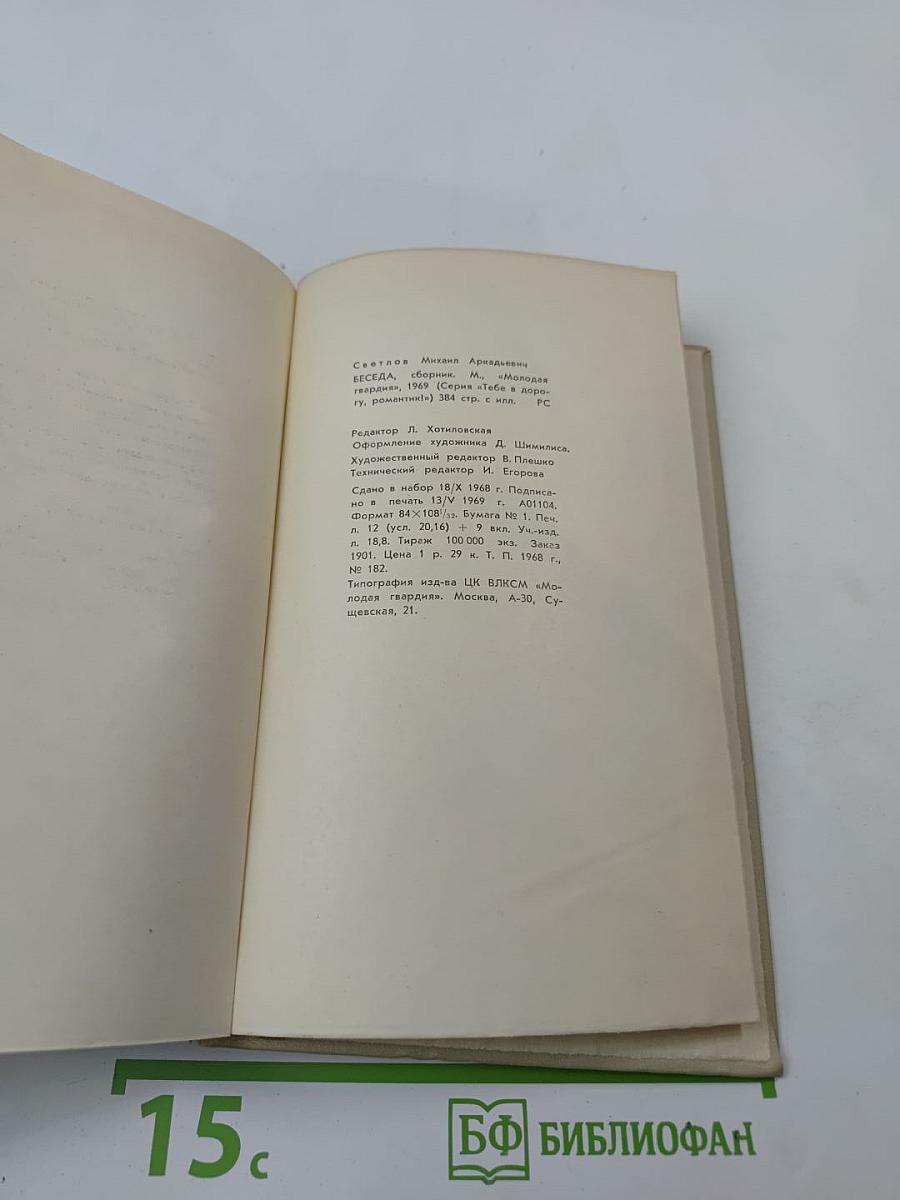 Светлов Михаил Аркадьевич
БЕСЕДА, сборник. М., «Молодая
гвардия», 1969 (Серия «Тебе в доро-
гу, романтик!») 384 стр. с илл. РС
Редактор Л. Хотиловская
Оформление художника Д. Шимилиса.
Художественный редактор В. Плешко
Технический редактор И. Егорова
Сдано в набор 18/X 1968 г. Подписа-
но в печать 13/V 1969 г. А01104.
Формат 84×108¹/₃₂. Бумага № 1. Печ.
л. 12 (усл. 20,16) + 9 вкл. Уч.-изд.
л. 18,8. Тираж 100 000 экз. Заказ
1901. Цена 1 р. 29 к. Т. П. 1968 г.,
№ 182.
Типография изд-ва ЦК ВЛКСМ «Мо-
лодая гвардия». Москва, А-30, Су-
щевская, 21.
15 с
БФ БИБЛИОФАН